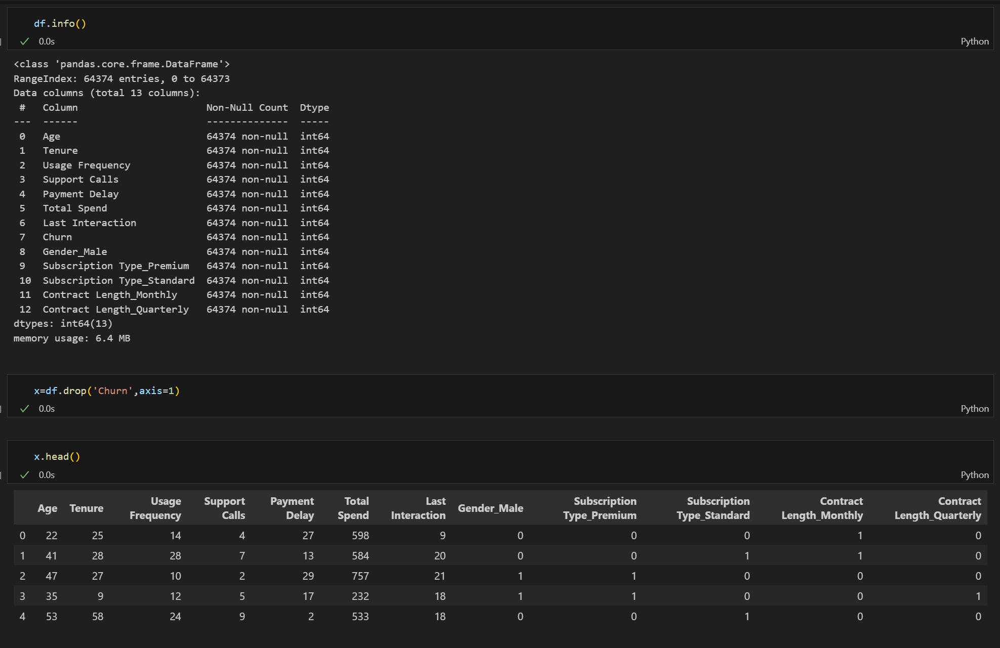 df.info()
0.0s
Python
<class 'pandas.core.frame.DataFrame'>
RangeIndex: 64374 entries, 0 to 64373
Data columns (total 13 columns):
 #   Column                      Non-Null Count  Dtype
---  ------                      --------------  -----
 0   Age                         64374 non-null  int64
 1   Tenure                      64374 non-null  int64
 2   Usage Frequency             64374 non-null  int64
 3   Support Calls               64374 non-null  int64
 4   Payment Delay               64374 non-null  int64
 5   Total Spend                 64374 non-null  int64
 6   Last Interaction            64374 non-null  int64
 7   Churn                       64374 non-null  int64
 8   Gender_Male                 64374 non-null  int64
 9   Subscription Type_Premium   64374 non-null  int64
 10  Subscription Type_Standard  64374 non-null  int64
 11  Contract Length_Monthly     64374 non-null  int64
 12  Contract Length_Quarterly   64374 non-null  int64
dtypes: int64(13)
memory usage: 6.4 MB
x=df.drop('Churn',axis=1)
0.0s
Python
x.head()
0.0s
Python
Age Tenure Usage Frequency Support Calls Payment Delay Total Spend Last Interaction Gender_Male Subscription Type_Premium Subscription Type_Standard Contract Length_Monthly Contract Length_Quarterly
0 22 25 14 4 27 598 9 0 0 0 1 0
1 41 28 28 7 13 584 20 0 0 1 1 0
2 47 27 10 2 29 757 21 1 1 0 0 0
3 35 9 12 5 17 232 18 1 1 0 0 1
4 53 58 24 9 2 533 18 0 0 1 0 0